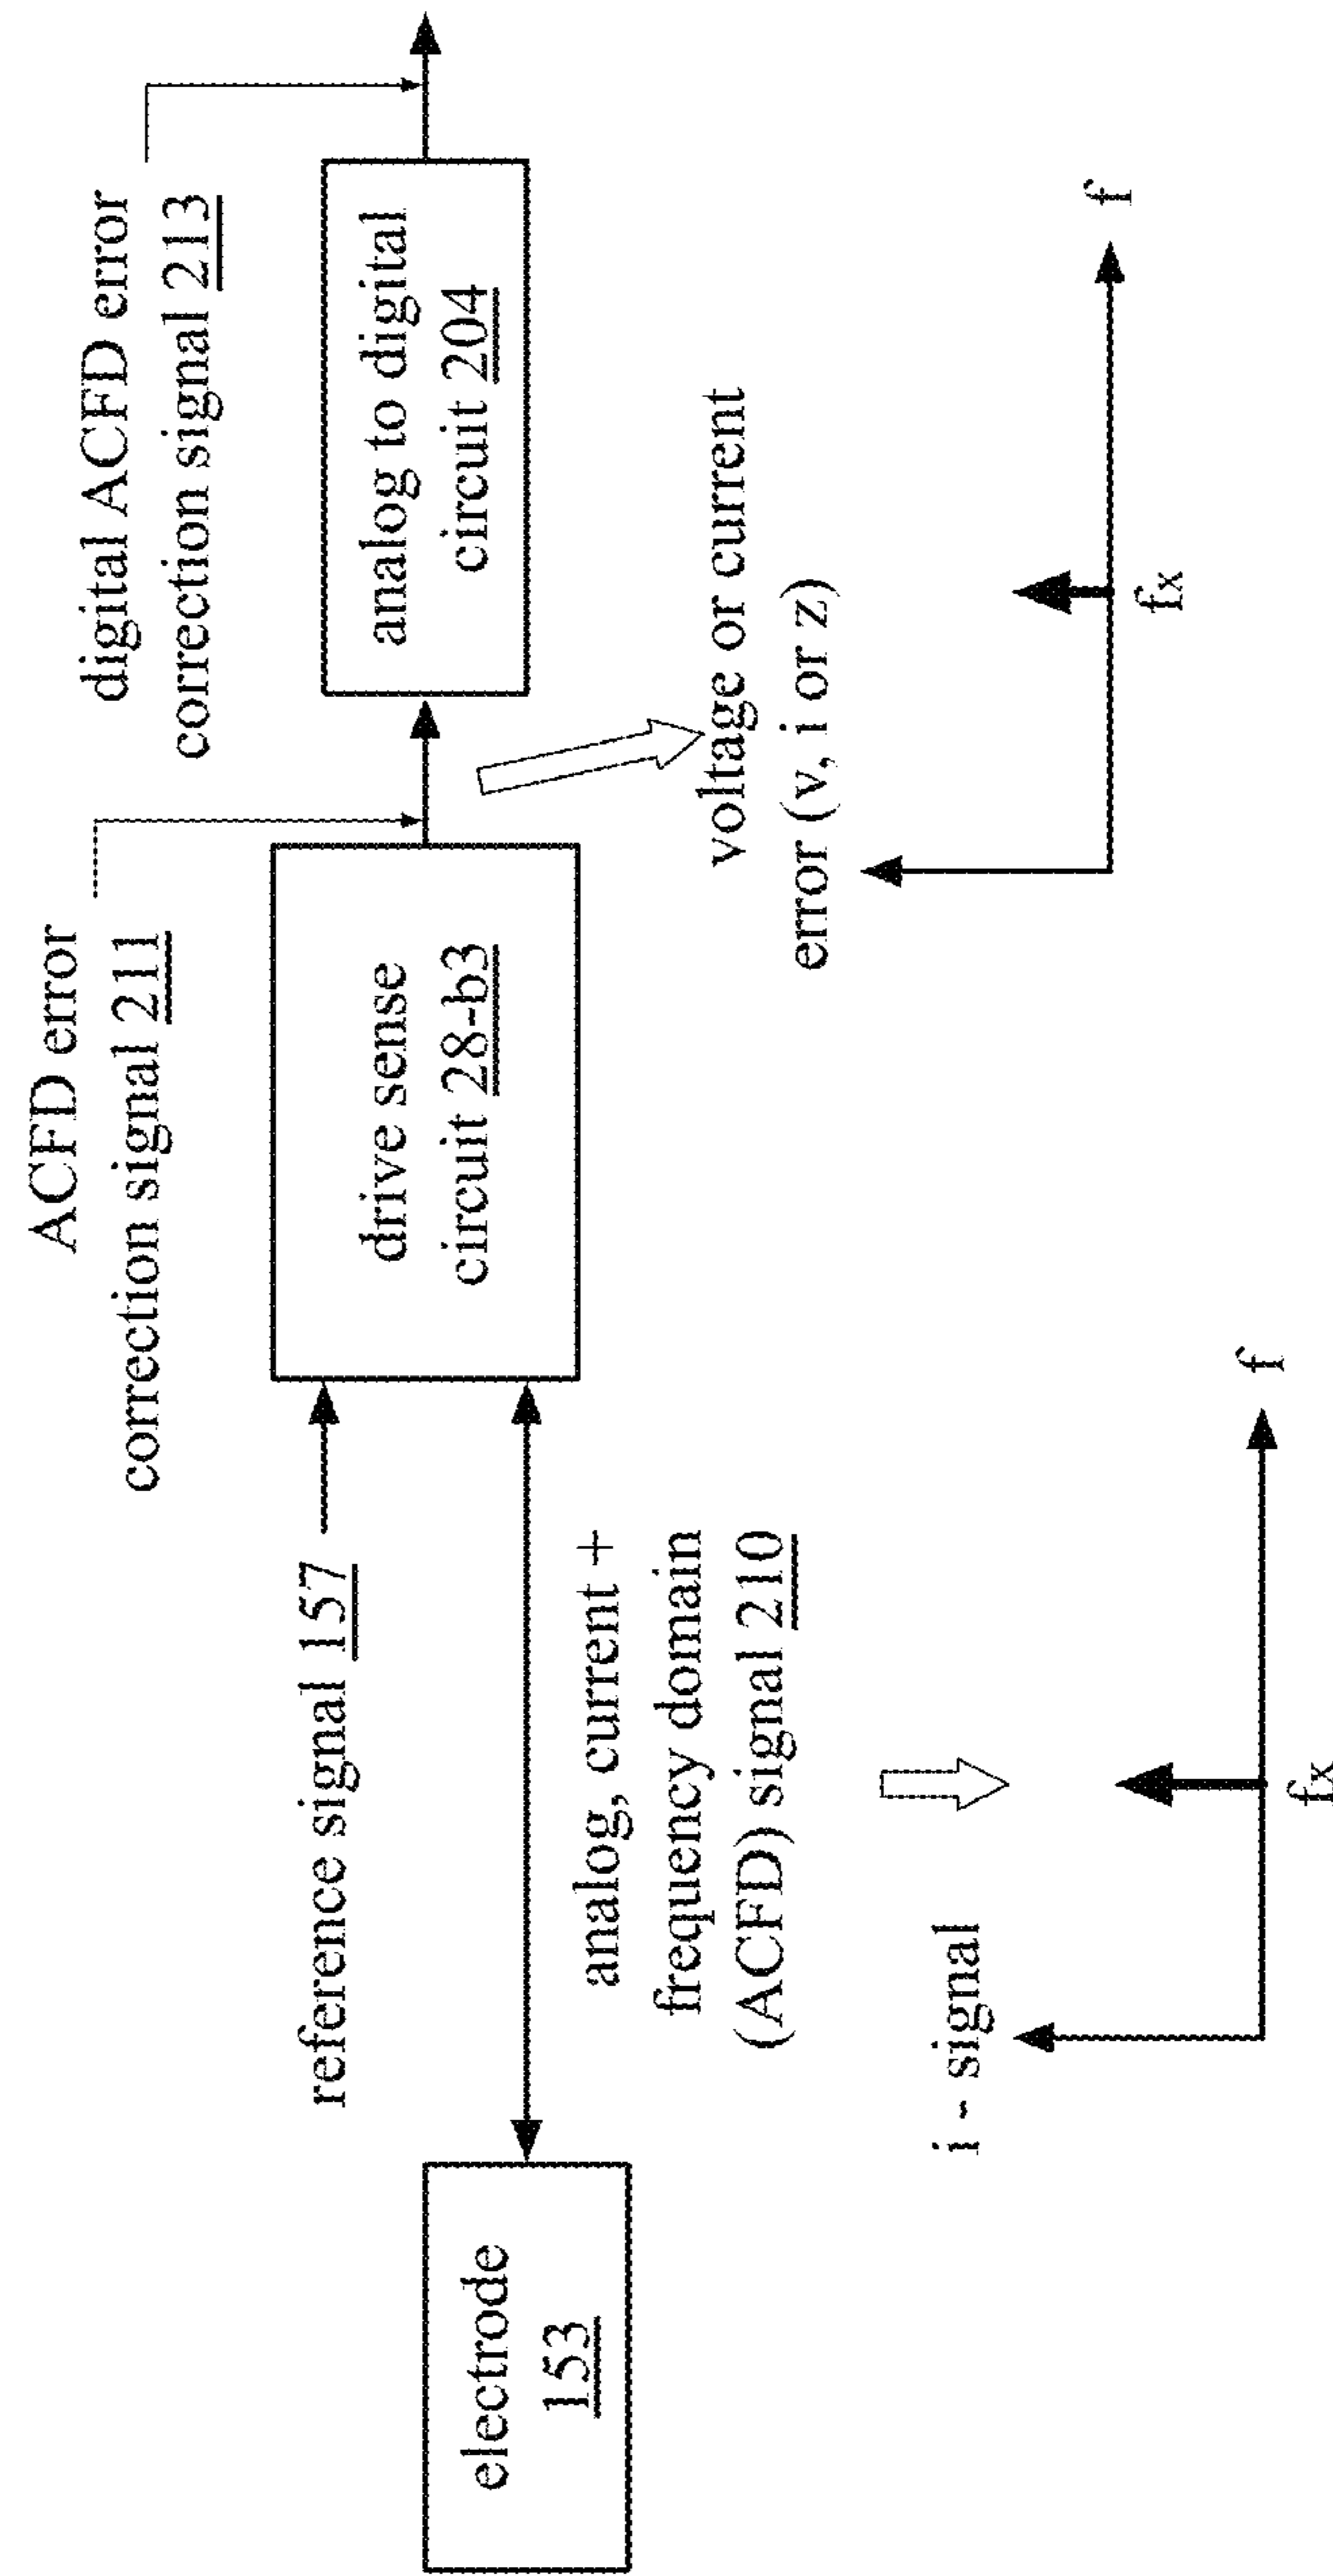 ACFD error
correction signal 211
digital ACFD error
correction signal 213
reference signal 157
electrode
153
drive sense
circuit 28-b3
analog to digital
circuit 204
analog, current +
frequency domain
(ACFD) signal 210
voltage or current
error (v, i or z)
i - signal
fx
f
fx
f